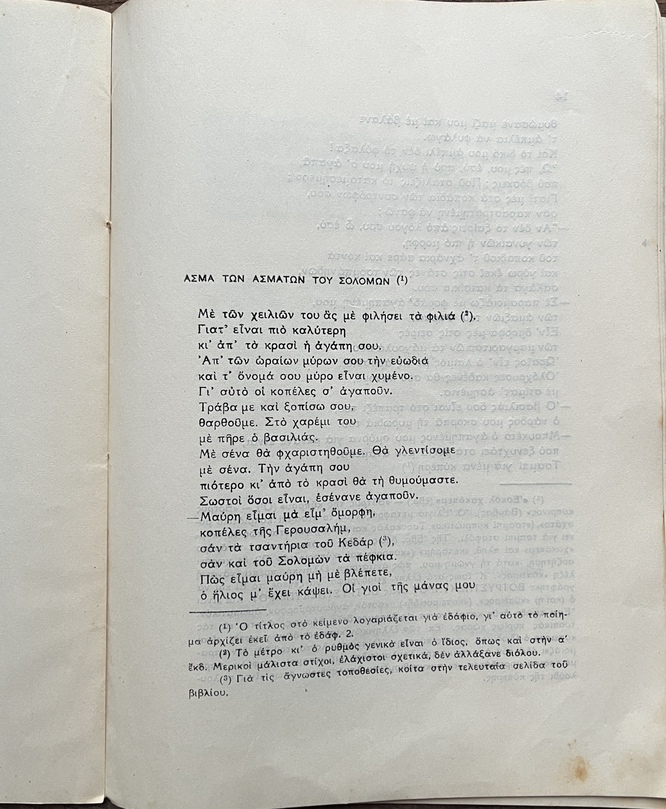 ΑΣΜΑ ΤΩΝ ΑΣΜΑΤΩΝ ΤΟΥ ΣΟΛΟΜΩΝ (¹)
Μὲ τῶν χειλιῶν του ἂς μὲ φιλήσει τὰ φιλιά (²),
Γιατ' εἶναι πιὸ καλύτερη
κι' ἀπ' τὸ κρασὶ ἡ ἀγάπη σου.
Ἀπ' τῶν ὡραίων μύρων σου τὴν εὐωδιά
καὶ τ' ὄνομά σου μύρο εἶναι χυμένο.
Γι' αὐτὸ οἱ κοπέλες σ' ἀγαποῦν.
Τράβα με καὶ ξοπίσω σου,
θαρθοῦμε. Στὸ χαρέμι του
μὲ πῆρε ὁ βασιλιάς.
Μὲ σένα θὰ φχαριστηθοῦμε. Θὰ γλεντίσομε
μὲ σένα. Τὴν ἀγάπη σου
πιότερο κι' ἀπὸ τὸ κρασὶ θὰ τὴ θυμούμαστε.
Σωστοὶ ὅσοι εἶναι, ἐσένανε ἀγαποῦν.
—Μαύρη εἶμαι μὰ εἶμ' ὄμορφη,
κοπέλες τῆς Γερουσαλήμ,
σὰν τὰ τσαντήρια τοῦ Κεδάρ (³),
σὰν καὶ τοῦ Σολομὼν τὰ πέφκια.
Πὼς εἶμαι μαύρη μὴ μὲ βλέπετε,
ὁ ἥλιος μ' ἔχει κάψει. Οἱ γιοὶ τῆς μάνας μου
(¹) Ὁ τίτλος στὸ κείμενο λογαριάζεται γιὰ ἐδάφιο, γι' αὐτὸ τὸ ποίη-
μα ἀρχίζει ἐκεῖ ἀπὸ τὸ ἐδάφ. 2.
(²) Τὸ μέτρο κι' ὁ ρυθμὸς γενικὰ εἶναι ὁ ἴδιος, ὅπως καὶ στὴν α'
ἔκδ. Μερικοὶ μάλιστα στίχοι, ἐλάχιστοι σχετικά, δὲν ἀλλάξανε διόλου.
(³) Γιὰ τὶς ἄγνωστες τοποθεσίες, κοίτα στὴν τελευταία σελίδα τοῦ
βιβλίου.